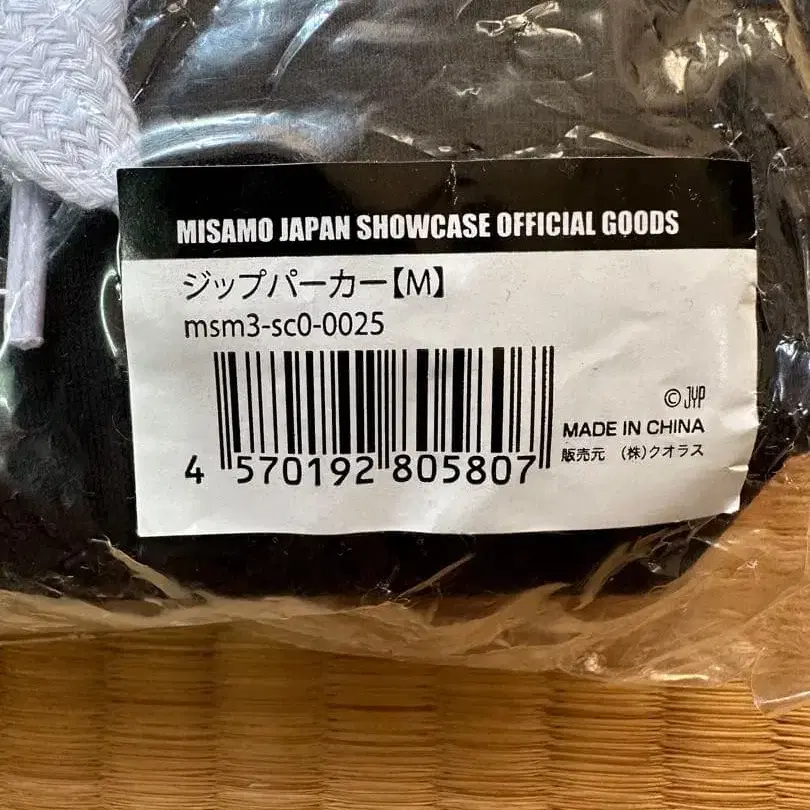 MISAMO JAPAN SHOWCASE OFFICIAL GOODS
ジップパーカー【M】
msm3-sc0-0025
4 570192 805807
© JYP
MADE IN CHINA
販売元 (株)クオラス